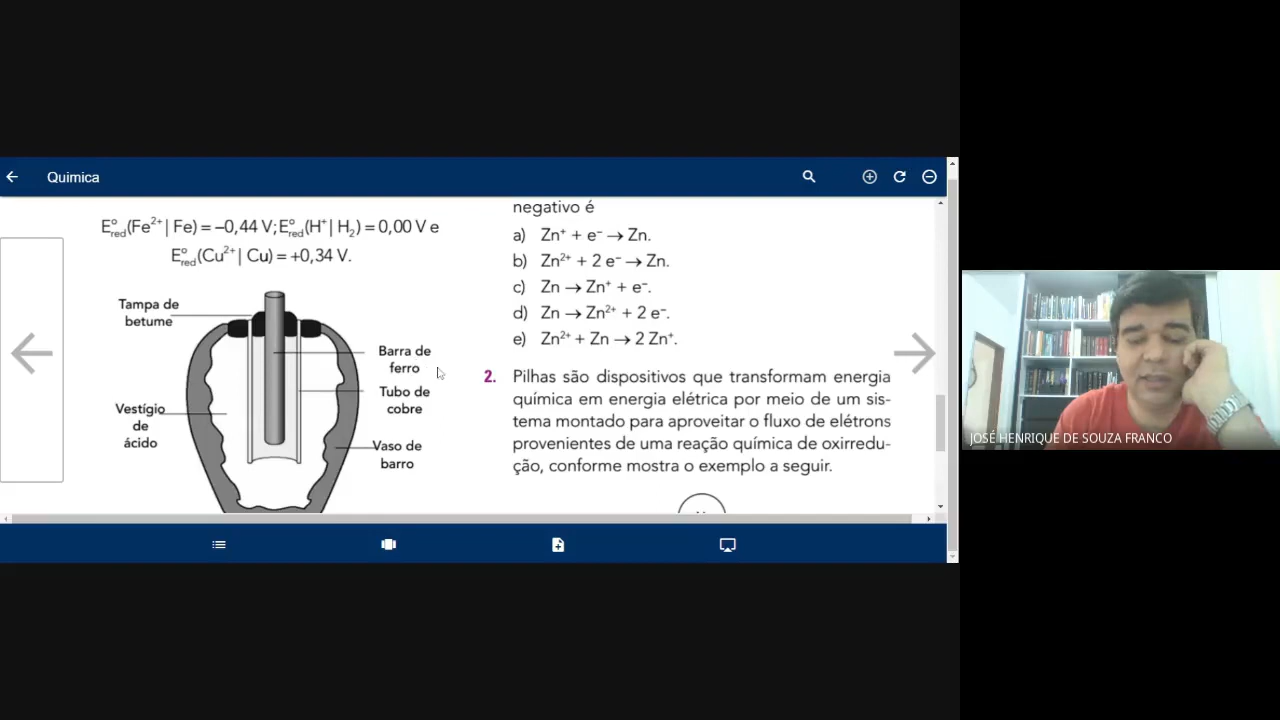 Quimica
E°red(Fe2+ | Fe) = –0,44 V; E°red(H+ | H2) = 0,00 V e
E°red(Cu2+ | Cu) = +0,34 V.
Tampa de
betume
Barra de
ferro
Tubo de
cobre
Vestígio
de
ácido
Vaso de
barro
negativo é
a) Zn+ + e– → Zn.
b) Zn2+ + 2 e– → Zn.
c) Zn → Zn+ + e–.
d) Zn → Zn2+ + 2 e–.
e) Zn2+ + Zn → 2 Zn+.
2. Pilhas são dispositivos que transformam energia
química em energia elétrica por meio de um sis-
tema montado para aproveitar o fluxo de elétrons
provenientes de uma reação química de oxirredu-
ção, conforme mostra o exemplo a seguir.
JOSÉ HENRIQUE DE SOUZA FRANCO